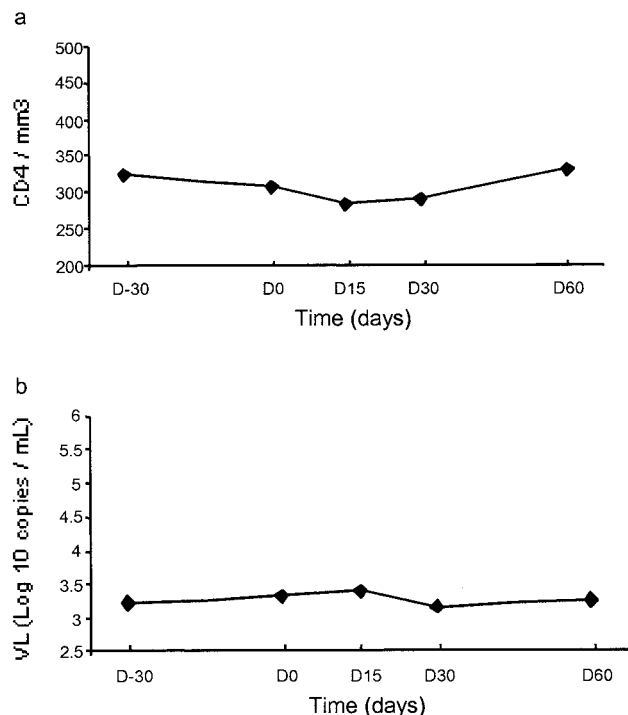 a
CD4 / mm3
500
450
400
350
300
250
200
D-30 D0 D15 D30 D60
Time (days)
b
VL (Log 10 copies / mL)
6
5.5
5
4.5
4
3.5
3
2.5
D-30 D0 D15 D30 D60
Time (days)